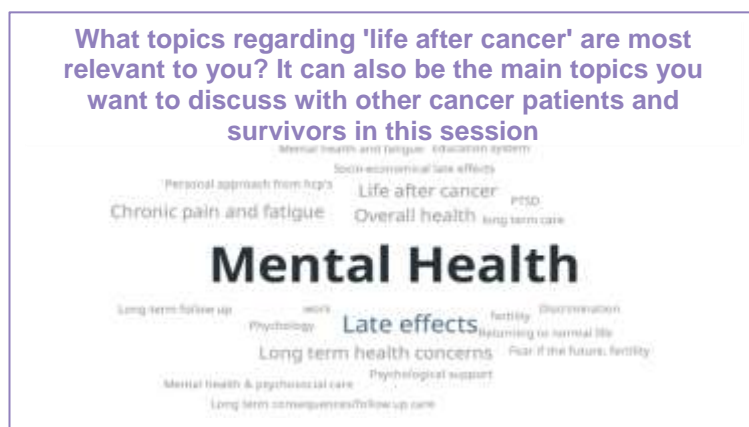 What topics regarding 'life after cancer' are most
relevant to you? It can also be the main topics you
want to discuss with other cancer patients and
survivors in this session
Mental health and fatigue Education system
Socio-economical late effects
Personal approach from hcp's Life after cancer PTSD
Chronic pain and fatigue Overall health long term care
Mental Health
Long term follow up work fertility Discrimination
Psychology Late effects Returning to normal life
Long term health concerns Fear if the future, fertility
Psychological support
Mental health & psychosocial care
Long term consequences/follow up care